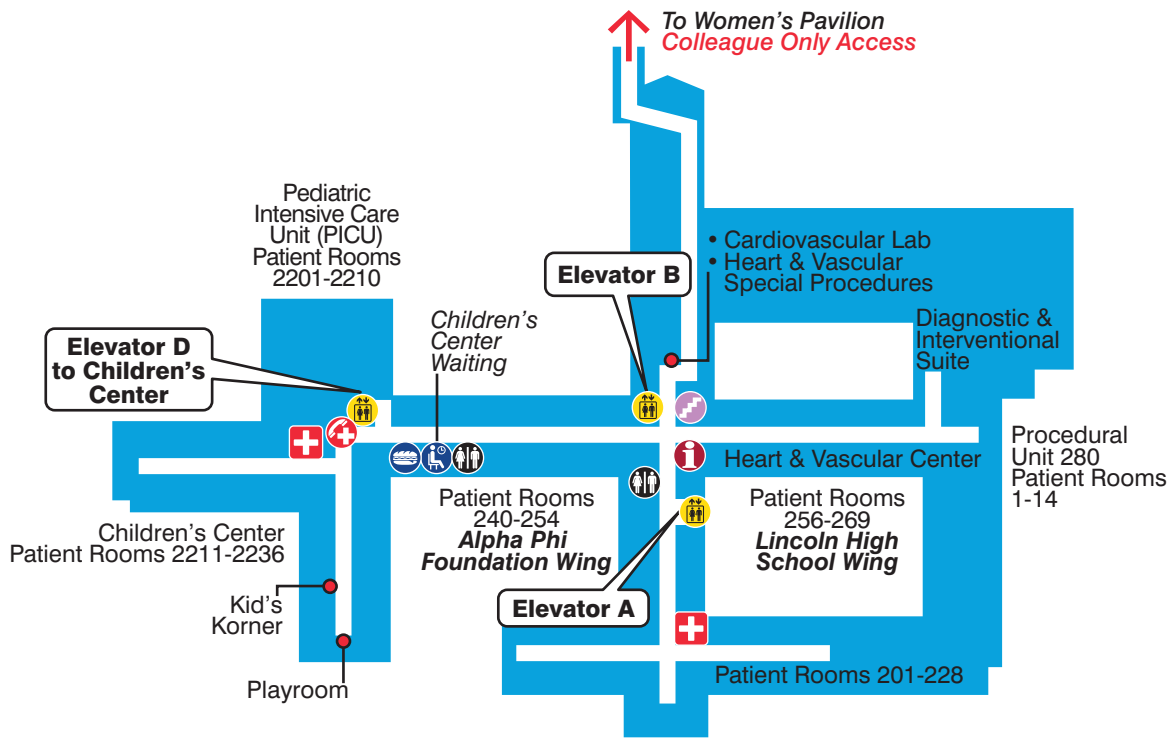 To Women's Pavilion
Colleague Only Access
Pediatric
Intensive Care
Unit (PICU)
Patient Rooms
2201-2210
• Cardiovascular Lab
• Heart & Vascular
Special Procedures
Elevator B
Children's
Center
Waiting
Diagnostic &
Interventional
Suite
Elevator D
to Children's
Center
Procedural
Unit 280
Patient Rooms
1-14
Heart & Vascular Center
Patient Rooms
240-254
Alpha Phi
Foundation Wing
Patient Rooms
256-269
Lincoln High
School Wing
Children's Center
Patient Rooms 2211-2236
Kid's
Korner
Elevator A
Playroom
Patient Rooms 201-228